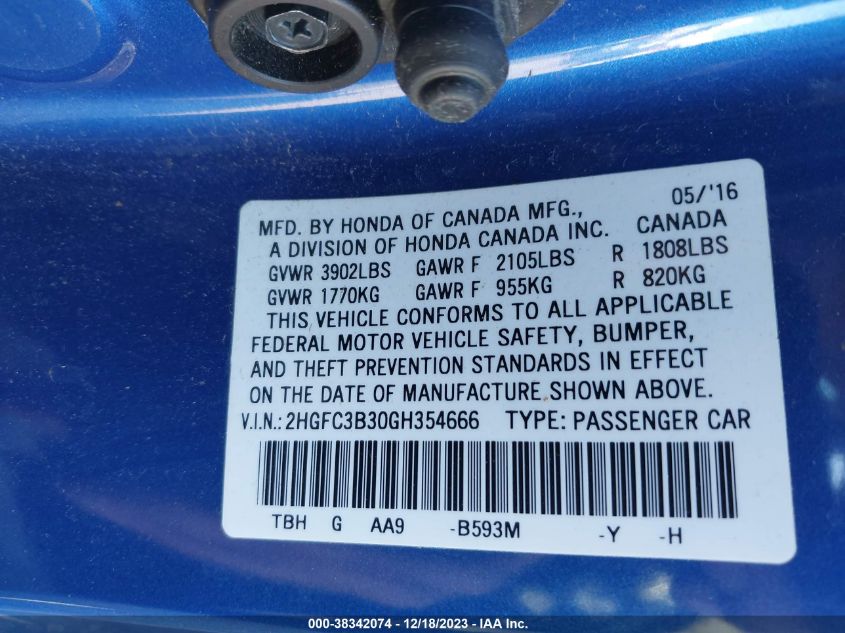 05/'16
MFD. BY HONDA OF CANADA MFG.,
A DIVISION OF HONDA CANADA INC. CANADA
GVWR 3902LBS GAWR F 2105LBS R 1808LBS
GVWR 1770KG GAWR F 955KG R 820KG
THIS VEHICLE CONFORMS TO ALL APPLICABLE
FEDERAL MOTOR VEHICLE SAFETY, BUMPER,
AND THEFT PREVENTION STANDARDS IN EFFECT
ON THE DATE OF MANUFACTURE SHOWN ABOVE.
V.I.N.: 2HGFC3B30GH354666 TYPE: PASSENGER CAR
TBH G AA9 -B593M -Y -H
000-38342074 - 12/18/2023 - IAA Inc.